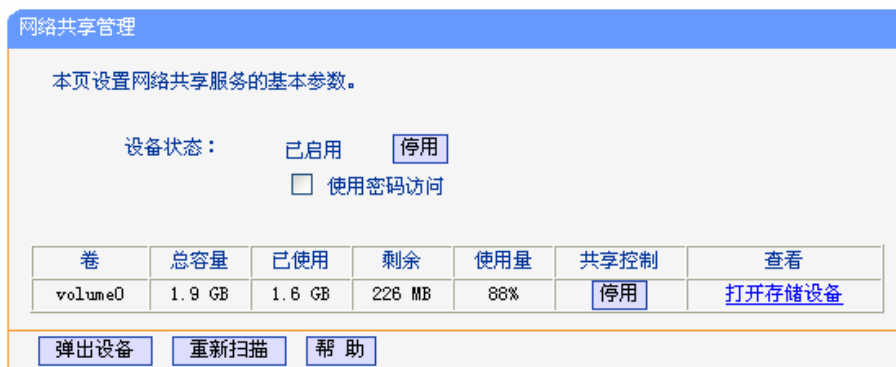 网络共享管理
本页设置网络共享服务的基本参数。
设备状态： 已启用 停用
使用密码访问
卷 总容量 已使用 剩余 使用量 共享控制 查看
volume0 1.9 GB 1.6 GB 226 MB 88% 停用 打开存储设备
弹出设备 重新扫描 帮 助